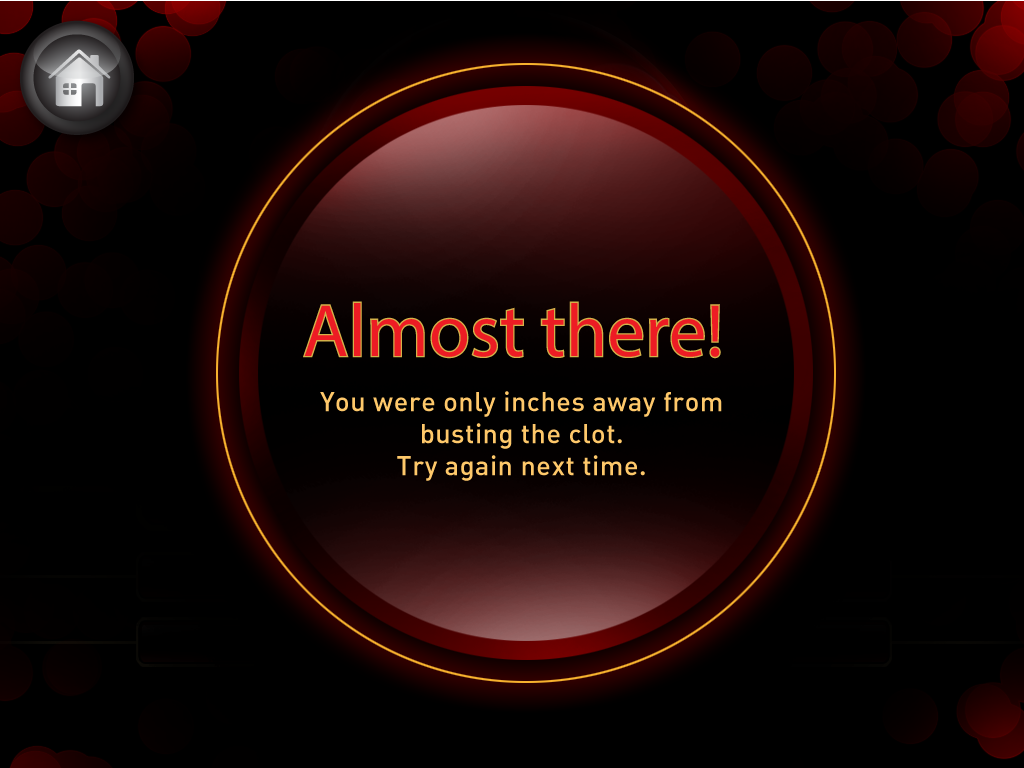 Almost there!
You were only inches away from
busting the clot.
Try again next time.